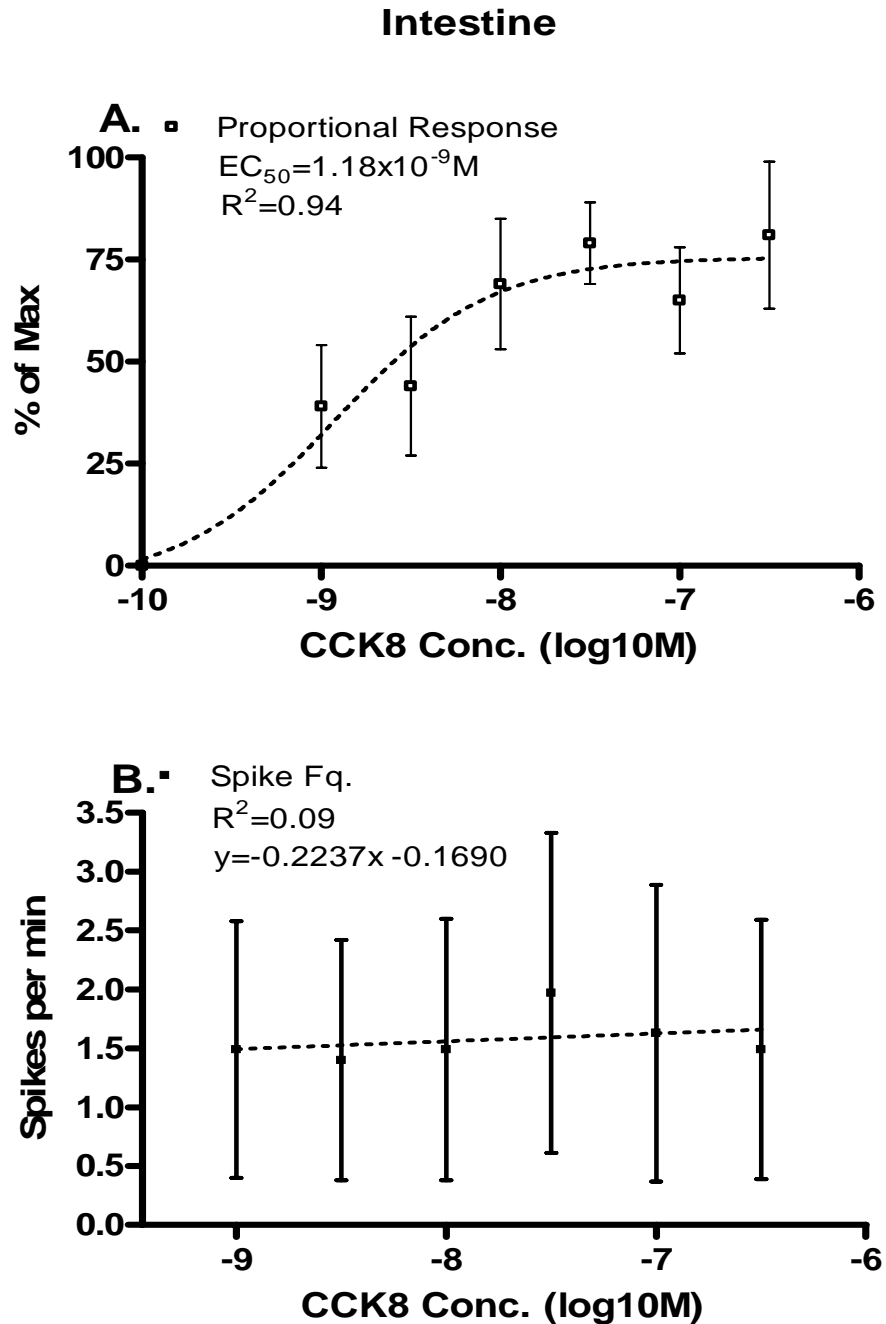 Intestine
A. Proportional Response
EC₅₀=1.18x10⁻⁹M
R²=0.94
100
75
50
25
0
% of Max
-10 -9 -8 -7 -6
CCK8 Conc. (log10M)
B. Spike Fq.
R²=0.09
y=-0.2237x -0.1690
3.5
3.0
2.5
2.0
1.5
1.0
0.5
0.0
Spikes per min
-9 -8 -7 -6
CCK8 Conc. (log10M)